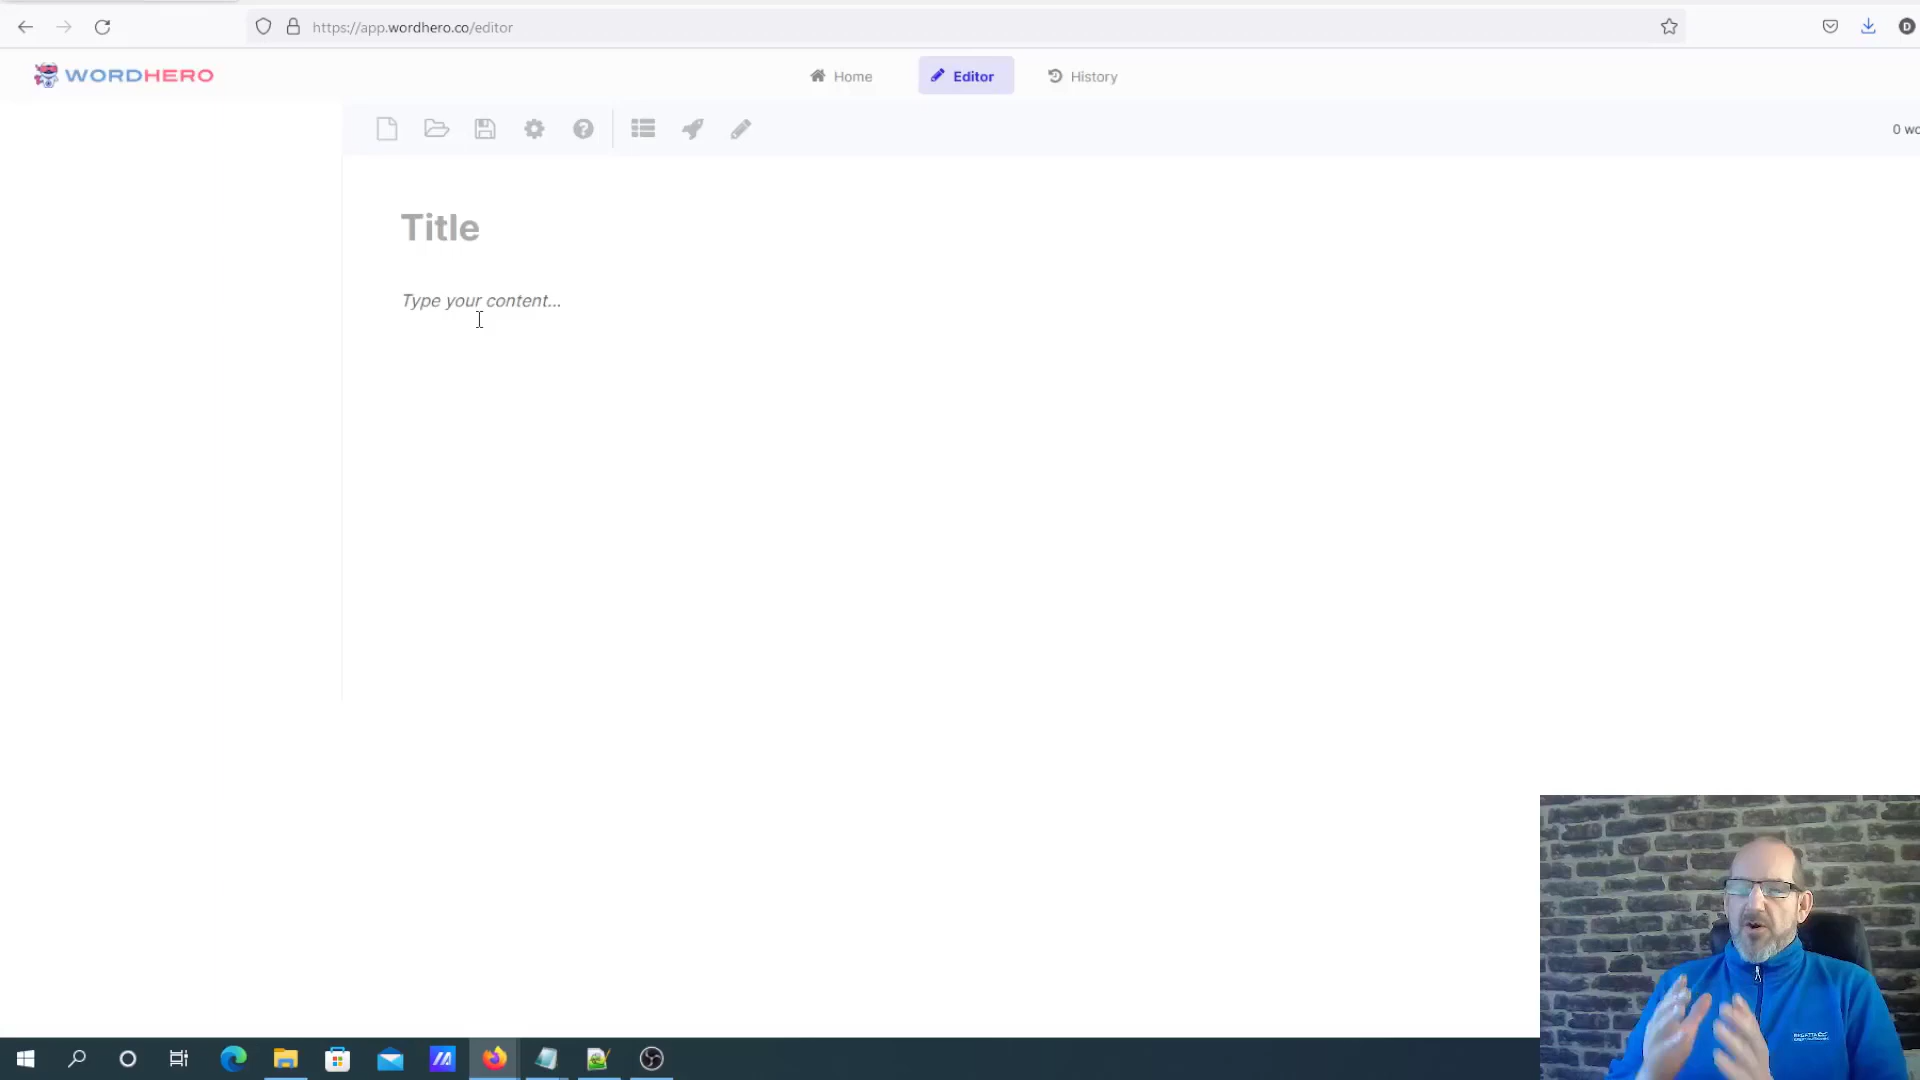 https://app.wordhero.co/editor
WORDHERO
Home
Editor
History
0 wo
Title
Type your content...